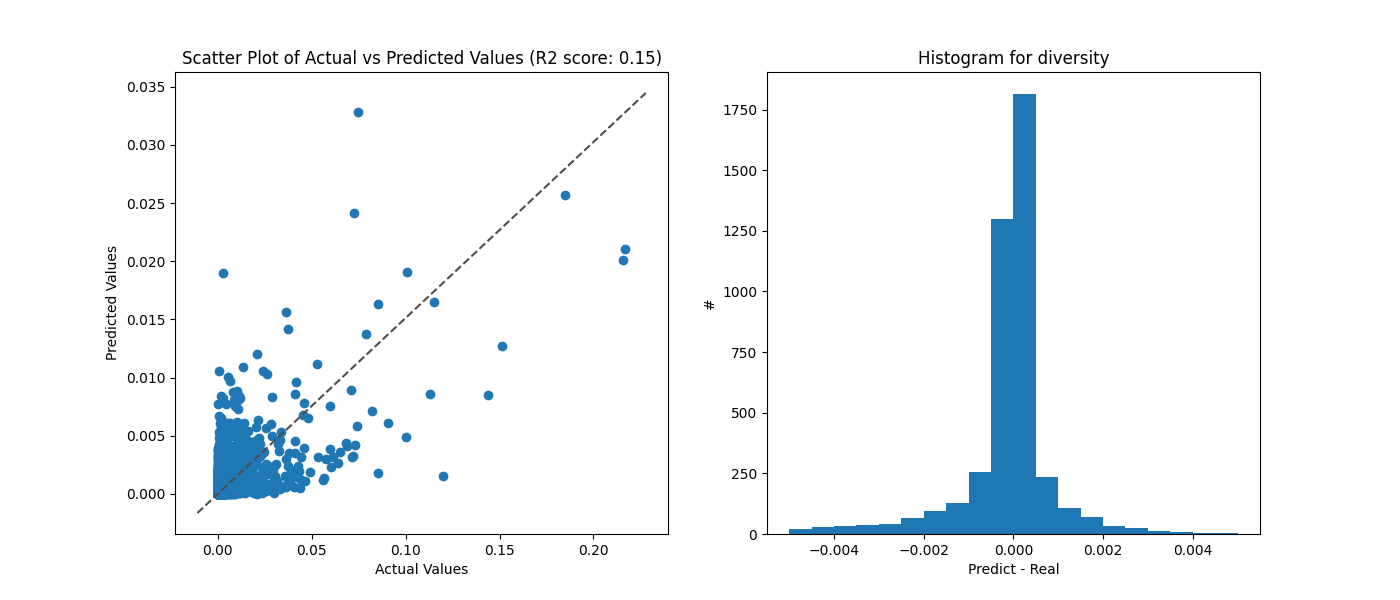 Scatter Plot of Actual vs Predicted Values (R2 score: 0.15)
0.035
0.030
0.025
0.020
0.015
0.010
0.005
0.000
Predicted Values
0.00 0.05 0.10 0.15 0.20
Actual Values
Histogram for diversity
1750
1500
1250
1000
750
500
250
0
#
−0.004 −0.002 0.000 0.002 0.004
Predict - Real